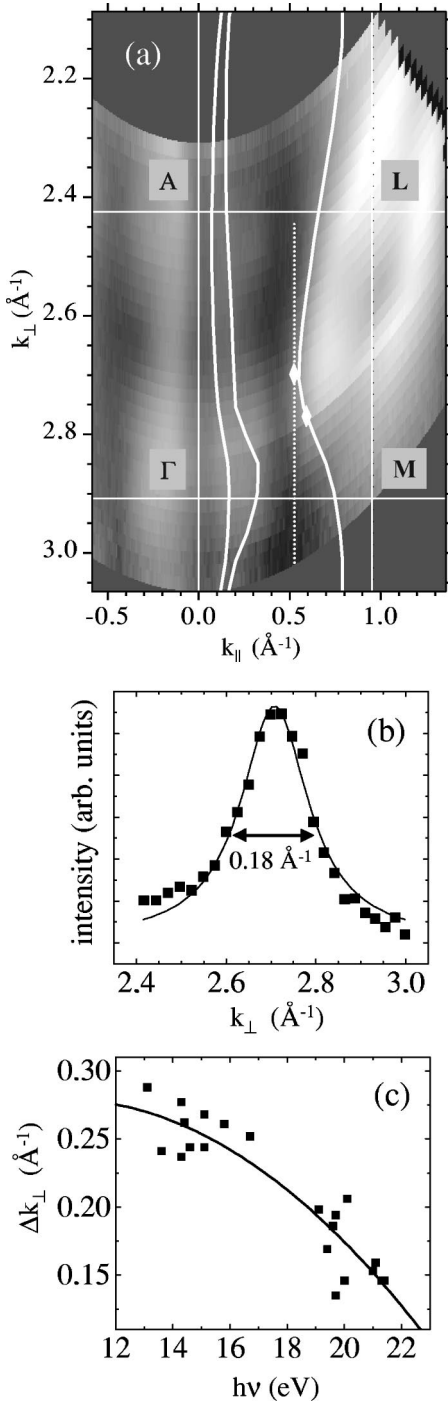 (a)
2.2
2.4
2.6
2.8
3.0
k⊥ (Å-1)
A
L
Γ
M
-0.5
0.0
0.5
1.0
k|| (Å-1)
(b)
intensity (arb. units)
0.18 Å-1
2.4
2.6
2.8
3.0
k⊥ (Å-1)
(c)
0.30
0.25
0.20
0.15
Δk⊥ (Å-1)
12
14
16
18
20
22
hν (eV)